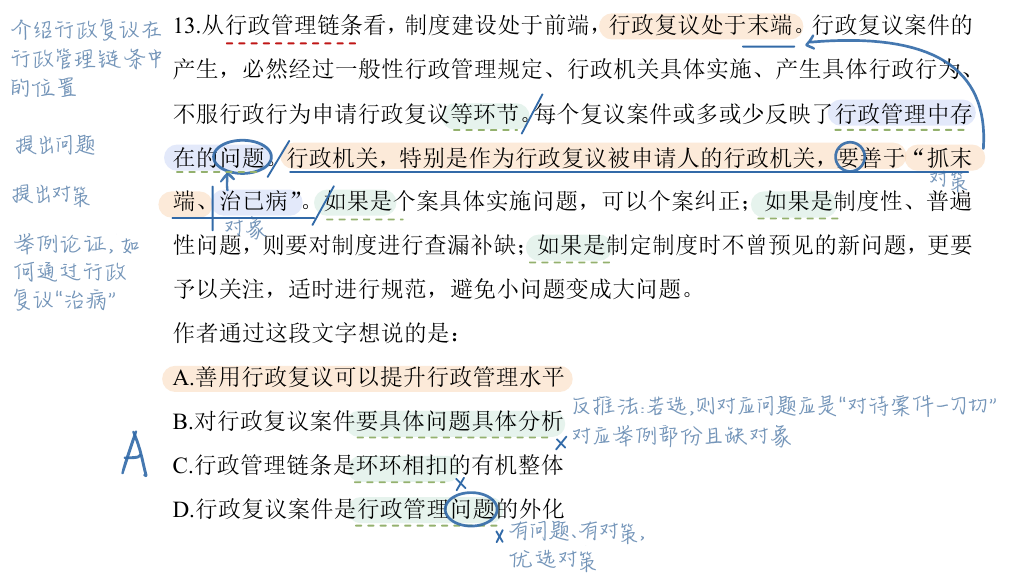 介绍行政复议在
行政管理链条中
的位置
13.从行政管理链条看，制度建设处于前端，行政复议处于末端。行政复议案件的
产生，必然经过一般性行政管理规定、行政机关具体实施、产生具体行政行为、
不服行政行为申请行政复议等环节。每个复议案件或多或少反映了行政管理中存
提出问题
在的问题。行政机关，特别是作为行政复议被申请人的行政机关，要善于“抓末
对策
提出对策
端、治已病”。如果是个案具体实施问题，可以个案纠正；如果是制度性、普遍
对象
举例论证，如
何通过行政
复议“治病”
性问题，则要对制度进行查漏补缺；如果是制定制度时不曾预见的新问题，更要
予以关注，适时进行规范，避免小问题变成大问题。
作者通过这段文字想说的是：
A.善用行政复议可以提升行政管理水平
B.对行政复议案件要具体问题具体分析
反推法：若选，则对应问题应是“对待案件一刀切”
对应举例部份且缺对象
A
C.行政管理链条是环环相扣的有机整体
D.行政复议案件是行政管理问题的外化
有问题、有对策，
优选对策